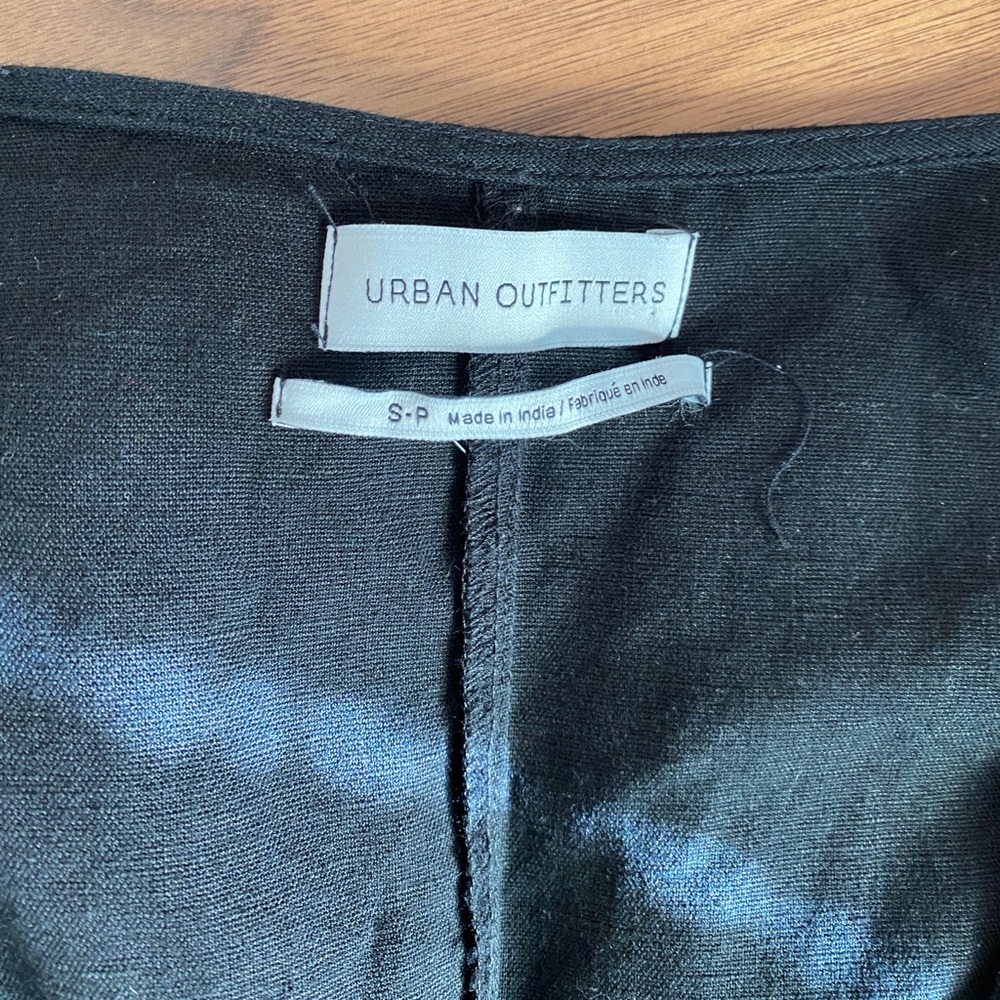 URBAN OUTFITTERS
S-P Made in India / Fabriqué en Inde